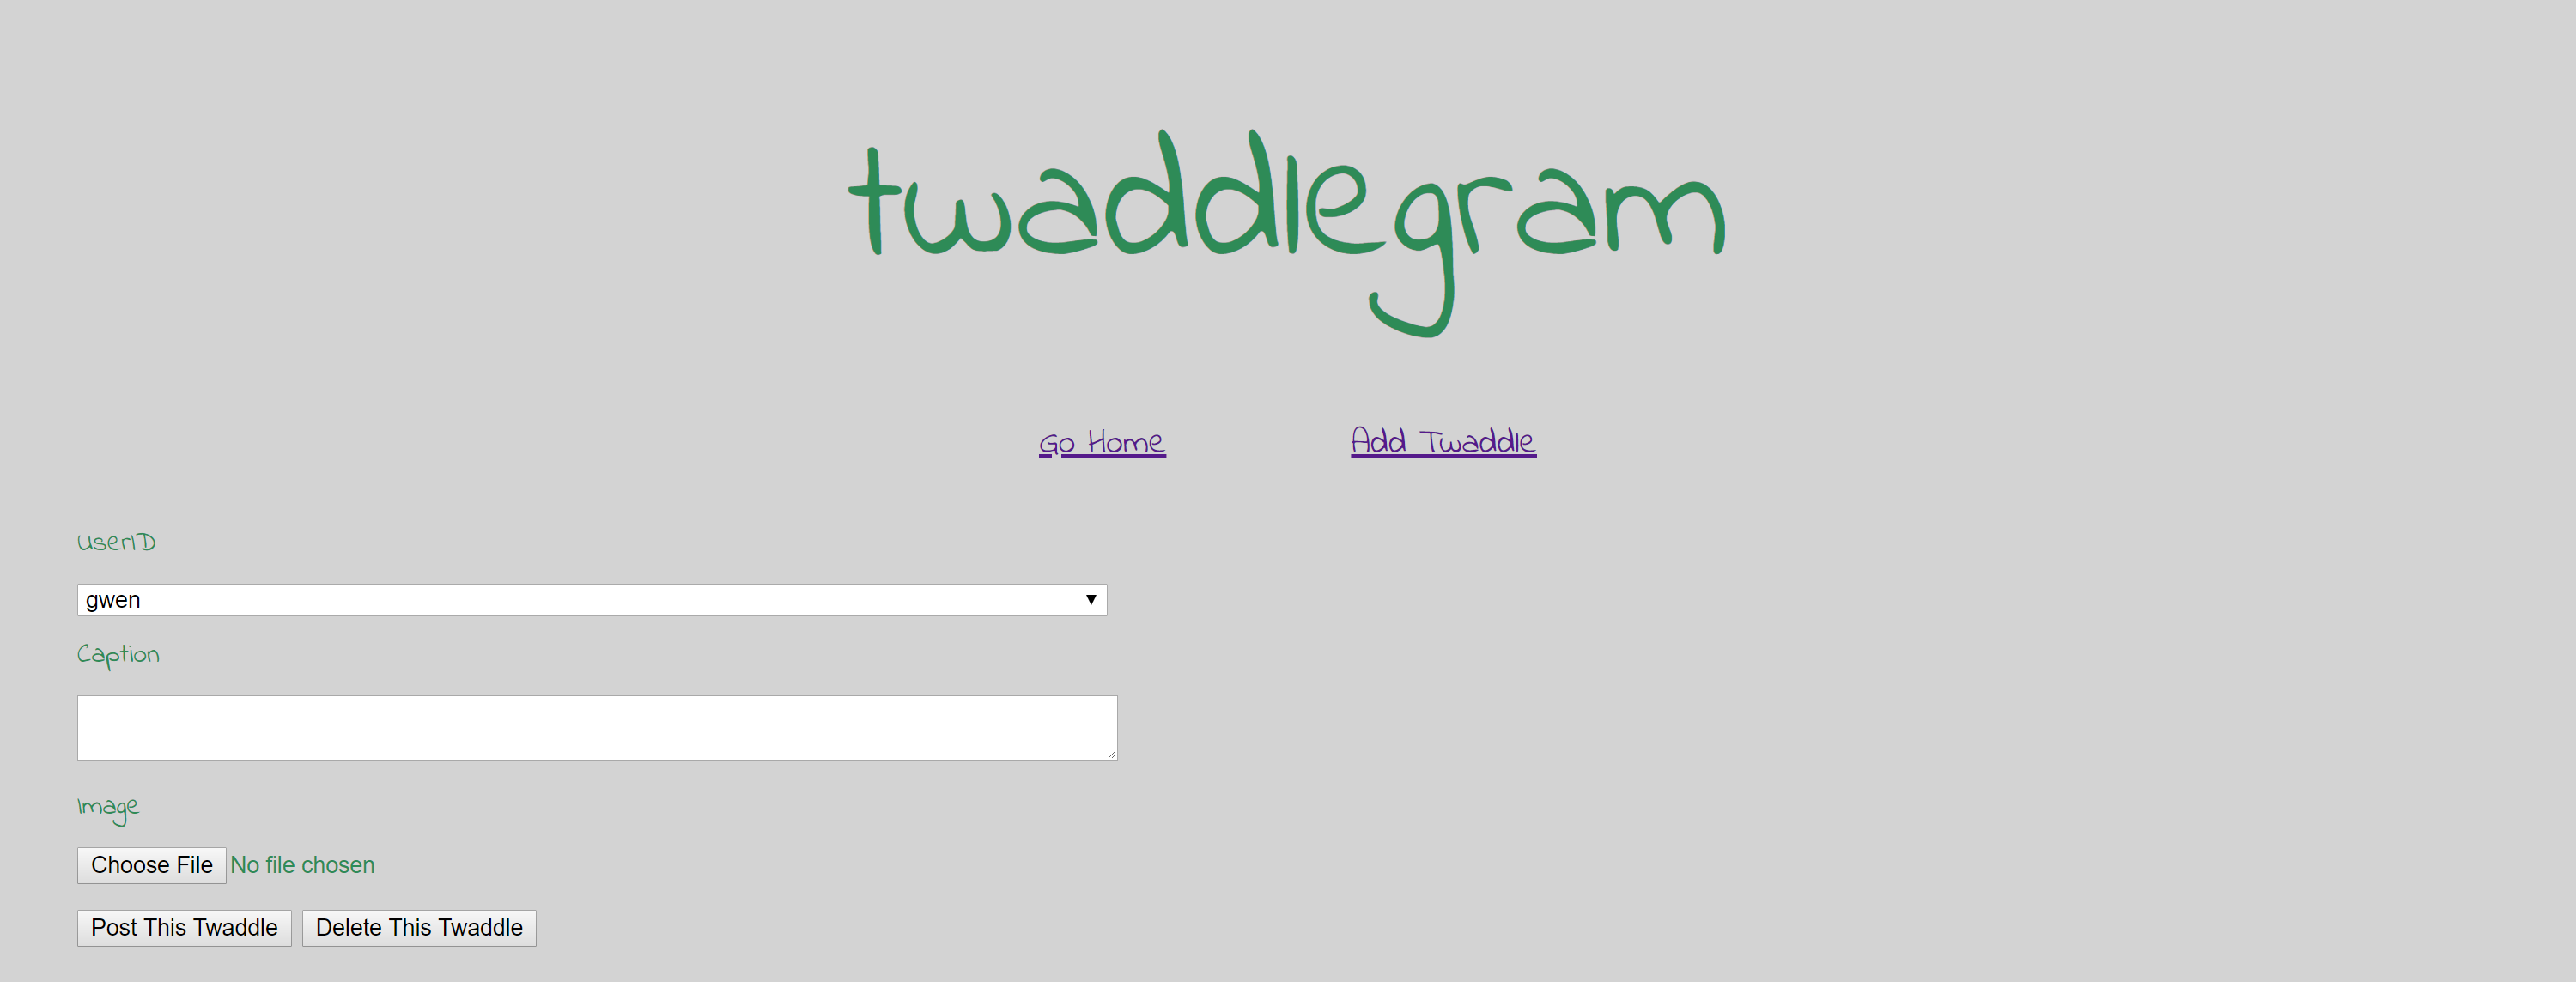 twaddlegram
Go Home Add Twaddle
UserID
gwen
Caption
Image
Choose File No file chosen
Post This Twaddle Delete This Twaddle